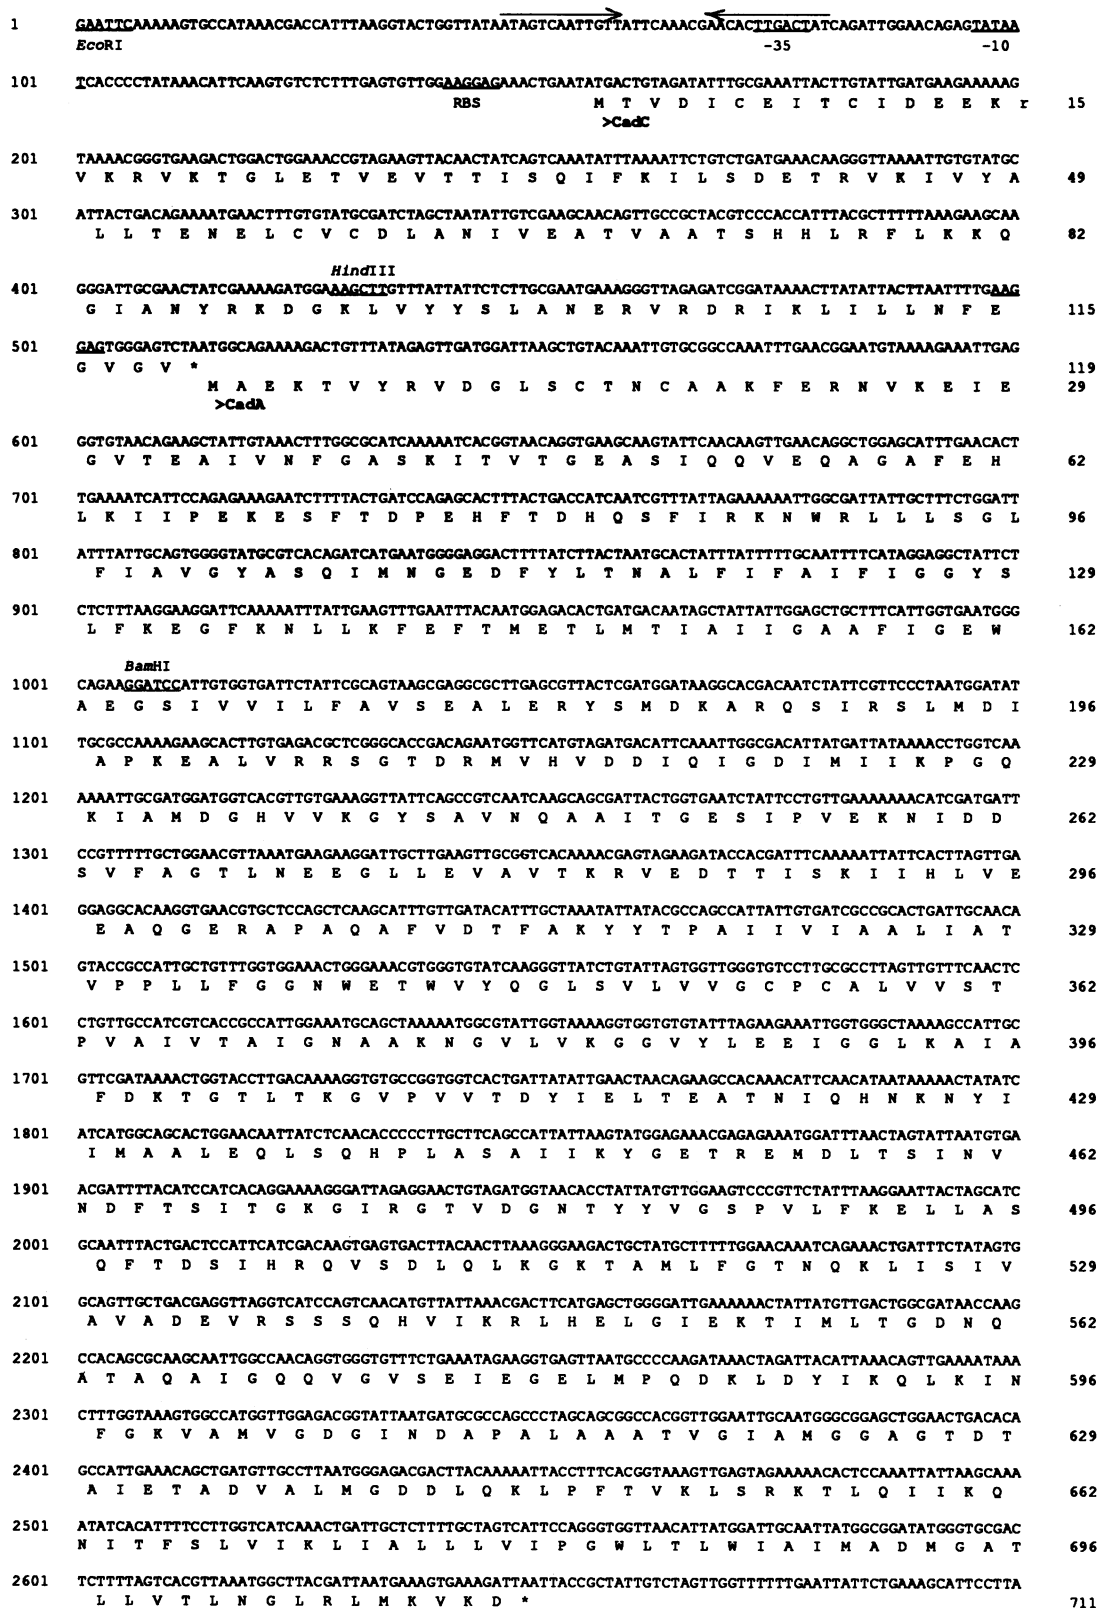 1 GAATTCAAAAAGTGCCATAAACGACCATTTAAGGTACTGGTTATAATAGTCAATTGTTATTCAAACGAACACTTGACTATCAGATTGGAACAGAGTATAA
EcoRI -35 -10
101 TCACCCCTATAAACATTCAAGTGTCTCTTTGAGTGTTGGAAGGAGAAACTGAATATGACTGTAGATATTTGCGAAATTACTTGTATTGATGAAGAAAAAG
RBS M T V D I C E I T C I D E E K r 15
>CadC
201 TAAAACGGGTGAAGACTGGACTGGAAACCGTAGAAGTTACAACTATCAGTCAAATATTTAAAATTCTGTCTGATGAAACAAGGGTTAAAATTGTGTATGC
V K R V K T G L E T V E V T T I S Q I F K I L S D E T R V K I V Y A 49
301 ATTACTGACAGAAAATGAACTTTGTGTATGCGATCTAGCTAATATTGTCGAAGCAACAGTTGCCGCTACGTCCCACCATTTACGCTTTTTAAAGAAGCAA
L L T E N E L C V C D L A N I V E A T V A A T S H H L R F L K K Q 82
HindIII
401 GGGATTGCGAACTATCGAAAAGATGGAAAGCTTGTTTATTATTCTCTTGCGAATGAAAGGGTTAGAGATCGGATAAAACTTATATTACTTAATTTTGAAG
G I A N Y R K D G K L V Y Y S L A N E R V R D R I K L I L L N F E 115
501 GAGTGGGAGTCTAATGGCAGAAAAGACTGTTTATAGAGTTGATGGATTAAGCTGTACAAATTGTGCGGCCAAATTTGAACGGAATGTAAAAGAAATTGAG
G V G V * 119
M A E K T V Y R V D G L S C T N C A A K F E R N V K E I E 29
>CadA
601 GGTGTAACAGAAGCTATTGTAAACTTTGGCGCATCAAAAATCACGGTAACAGGTGAAGCAAGTATTCAACAAGTTGAACAGGCTGGAGCATTTGAACACT
G V T E A I V N F G A S K I T V T G E A S I Q Q V E Q A G A F E H 62
701 TGAAAATCATTCCAGAGAAAGAATCTTTTACTGATCCAGAGCACTTTACTGACCATCAATCGTTTATTAGAAAAAATTGGCGATTATTGCTTTCTGGATT
L K I I P E K E S F T D P E H F T D H Q S F I R K N W R L L L S G L 96
801 ATTTATTGCAGTGGGGTATGCGTCACAGATCATGAATGGGGAGGACTTTTATCTTACTAATGCACTATTTATTTTTGCAATTTTCATAGGAGGCTATTCT
F I A V G Y A S Q I M N G E D F Y L T N A L F I F A I F I G G Y S 129
901 CTCTTTAAGGAAGGATTCAAAAATTTATTGAAGTTTGAATTTACAATGGAGACACTGATGACAATAGCTATTATTGGAGCTGCTTTCATTGGTGAATGGG
L F K E G F K N L L K F E F T M E T L M T I A I I G A A F I G E W 162
BamHI
1001 CAGAAGGATCCATTGTGGTGATTCTATTCGCAGTAAGCGAGGCGCTTGAGCGTTACTCGATGGATAAGGCACGACAATCTATTCGTTCCCTAATGGATAT
A E G S I V V I L F A V S E A L E R Y S M D K A R Q S I R S L M D I 196
1101 TGCGCCAAAAGAAGCACTTGTGAGACGCTCGGGCACCGACAGAATGGTTCATGTAGATGACATTCAAATTGGCGACATTATGATTATAAAACCTGGTCAA
A P K E A L V R R S G T D R M V H V D D I Q I G D I M I I K P G Q 229
1201 AAAATTGCGATGGATGGTCACGTTGTGAAAGGTTATTCAGCCGTCAATCAAGCAGCGATTACTGGTGAATCTATTCCTGTTGAAAAAAACATCGATGATT
K I A M D G H V V K G Y S A V N Q A A I T G E S I P V E K N I D D 262
1301 CCGTTTTTGCTGGAACGTTAAATGAAGAAGGATTGCTTGAAGTTGCGGTCACAAAACGAGTAGAAGATACCACGATTTCAAAAATTATTCACTTAGTTGA
S V F A G T L N E E G L L E V A V T K R V E D T T I S K I I H L V E 296
1401 GGAGGCACAAGGTGAACGTGCTCCAGCTCAAGCATTTGTTGATACATTTGCTAAATATTATACGCCAGCCATTATTGTGATCGCCGCACTGATTGCAACA
E A Q G E R A P A Q A F V D T F A K Y Y T P A I I V I A A L I A T 329
1501 GTACCGCCATTGCTGTTTGGTGGAAACTGGGAAACGTGGGTGTATCAAGGGTTATCTGTATTAGTGGTTGGGTGTCCTTGCGCCTTAGTTGTTTCAACTC
V P P L L F G G N W E T W V Y Q G L S V L V V G C P C A L V V S T 362
1601 CTGTTGCCATCGTCACCGCCATTGGAAATGCAGCTAAAAATGGCGTATTGGTAAAAGGTGGTGTGTATTTAGAAGAAATTGGTGGGCTAAAAGCCATTGC
P V A I V T A I G N A A K N G V L V K G G V Y L E E I G G L K A I A 396
1701 GTTCGATAAAACTGGTACCTTGACAAAAGGTGTGCCGGTGGTCACTGATTATATTGAACTAACAGAAGCCACAAACATTCAACATAATAAAAACTATATC
F D K T G T L T K G V P V V T D Y I E L T E A T N I Q H N K N Y I 429
1801 ATCATGGCAGCACTGGAACAATTATCTCAACACCCCCTTGCTTCAGCCATTATTAAGTATGGAGAAACGAGAGAAATGGATTTAACTAGTATTAATGTGA
I M A A L E Q L S Q H P L A S A I I K Y G E T R E M D L T S I N V 462
1901 ACGATTTTACATCCATCACAGGAAAAGGGATTAGAGGAACTGTAGATGGTAACACCTATTATGTTGGAAGTCCCGTTCTATTTAAGGAATTACTAGCATC
N D F T S I T G K G I R G T V D G N T Y Y V G S P V L F K E L L A S 496
2001 GCAATTTACTGACTCCATTCATCGACAAGTGAGTGACTTACAACTTAAAGGGAAGACTGCTATGCTTTTTGGAACAAATCAGAAACTGATTTCTATAGTG
Q F T D S I H R Q V S D L Q L K G K T A M L F G T N Q K L I S I V 529
2101 GCAGTTGCTGACGAGGTTAGGTCATCCAGTCAACATGTTATTAAACGACTTCATGAGCTGGGGATTGAAAAAACTATTATGTTGACTGGCGATAACCAAG
A V A D E V R S S S Q H V I K R L H E L G I E K T I M L T G D N Q 562
2201 CCACAGCGCAAGCAATTGGCCAACAGGTGGGTGTTTCTGAAATAGAAGGTGAGTTAATGCCCCAAGATAAACTAGATTACATTAAACAGTTGAAAATAAA
A T A Q A I G Q Q V G V S E I E G E L M P Q D K L D Y I K Q L K I N 596
2301 CTTTGGTAAAGTGGCCATGGTTGGAGACGGTATTAATGATGCGCCAGCCCTAGCAGCGGCCACGGTTGGAATTGCAATGGGCGGAGCTGGAACTGACACA
F G K V A M V G D G I N D A P A L A A A T V G I A M G G A G T D T 629
2401 GCCATTGAAACAGCTGATGTTGCCTTAATGGGAGACGACTTACAAAAATTACCTTTCACGGTAAAGTTGAGTAGAAAAACACTCCAAATTATTAAGCAAA
A I E T A D V A L M G D D L Q K L P F T V K L S R K T L Q I I K Q 662
2501 ATATCACATTTTCCTTGGTCATCAAACTGATTGCTCTTTTGCTAGTCATTCCAGGGTGGTTAACATTATGGATTGCAATTATGGCGGATATGGGTGCGAC
N I T F S L V I K L I A L L L V I P G W L T L W I A I M A D M G A T 696
2601 TCTTTTAGTCACGTTAAATGGCTTACGATTAATGAAAGTGAAAGATTAATTACCGCTATTGTCTAGTTGGTTTTTTGAATTATTCTGAAAGCATTCCTTA
L L V T L N G L R L M K V K D * 711